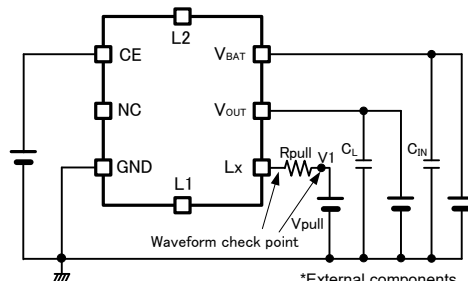 L2
CE
VBAT
NC
VOUT
GND
Lx
Rpull
V1
CL
CIN
L1
Vpull
Waveform check point
*External components